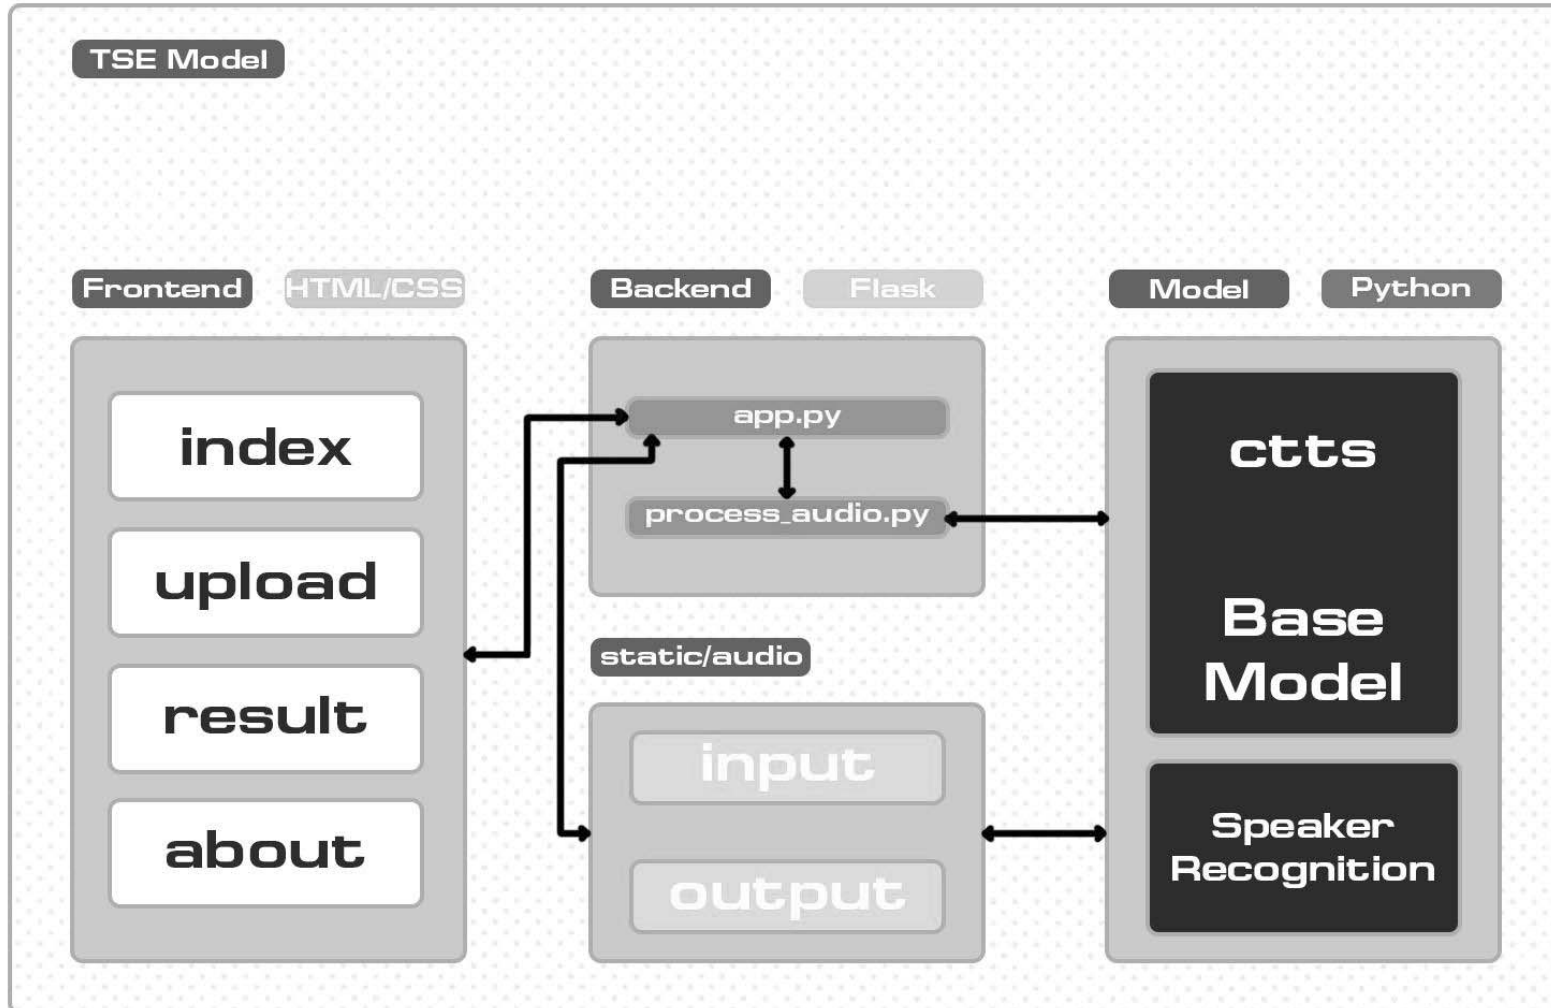 TSE Model
Frontend
HTML/CSS
index
upload
result
about
Backend
Flask
app.py
process_audio.py
static/audio
input
output
Model
Python
ctts
Base
Model
Speaker
Recognition